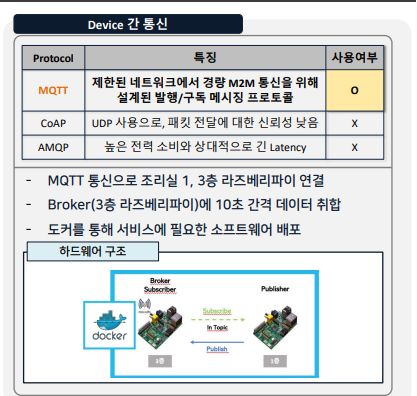 Device 간 통신
Protocol 특징 사용여부
MQTT 제한된 네트워크에서 경량 M2M 통신을 위해
설계된 발행/구독 메시징 프로토콜 O
CoAP UDP 사용으로, 패킷 전달에 대한 신뢰성 낮음 X
AMQP 높은 전력 소비와 상대적으로 긴 Latency X
- MQTT 통신으로 조리실 1, 3층 라즈베리파이 연결
- Broker(3층 라즈베리파이)에 10초 간격 데이터 취합
- 도커를 통해 서비스에 필요한 소프트웨어 배포
하드웨어 구조
Broker
Subscriber
Publisher
Subscribe
In Topic
Publish
docker
3층